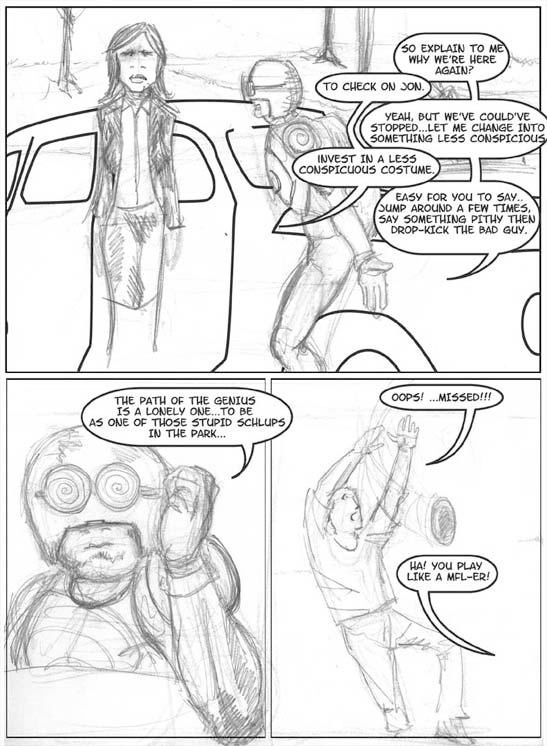 SO EXPLAIN TO ME
WHY WE'RE HERE
AGAIN?
TO CHECK ON JON.
YEAH, BUT WE'VE COULD'VE
STOPPED...LET ME CHANGE INTO
SOMETHING LESS CONSPICIOUS
INVEST IN A LESS
CONSPICUOUS COSTUME.
EASY FOR YOU TO SAY..
JUMP AROUND A FEW TIMES,
SAY SOMETHING PITHY THEN
DROP-KICK THE BAD GUY.
THE PATH OF THE GENIUS
IS A LONELY ONE...TO BE
AS ONE OF THOSE STUPID SCHLUPS
IN THE PARK...
OOPS! ...MISSED!!!
HA! YOU PLAY
LIKE A MFL-ER!